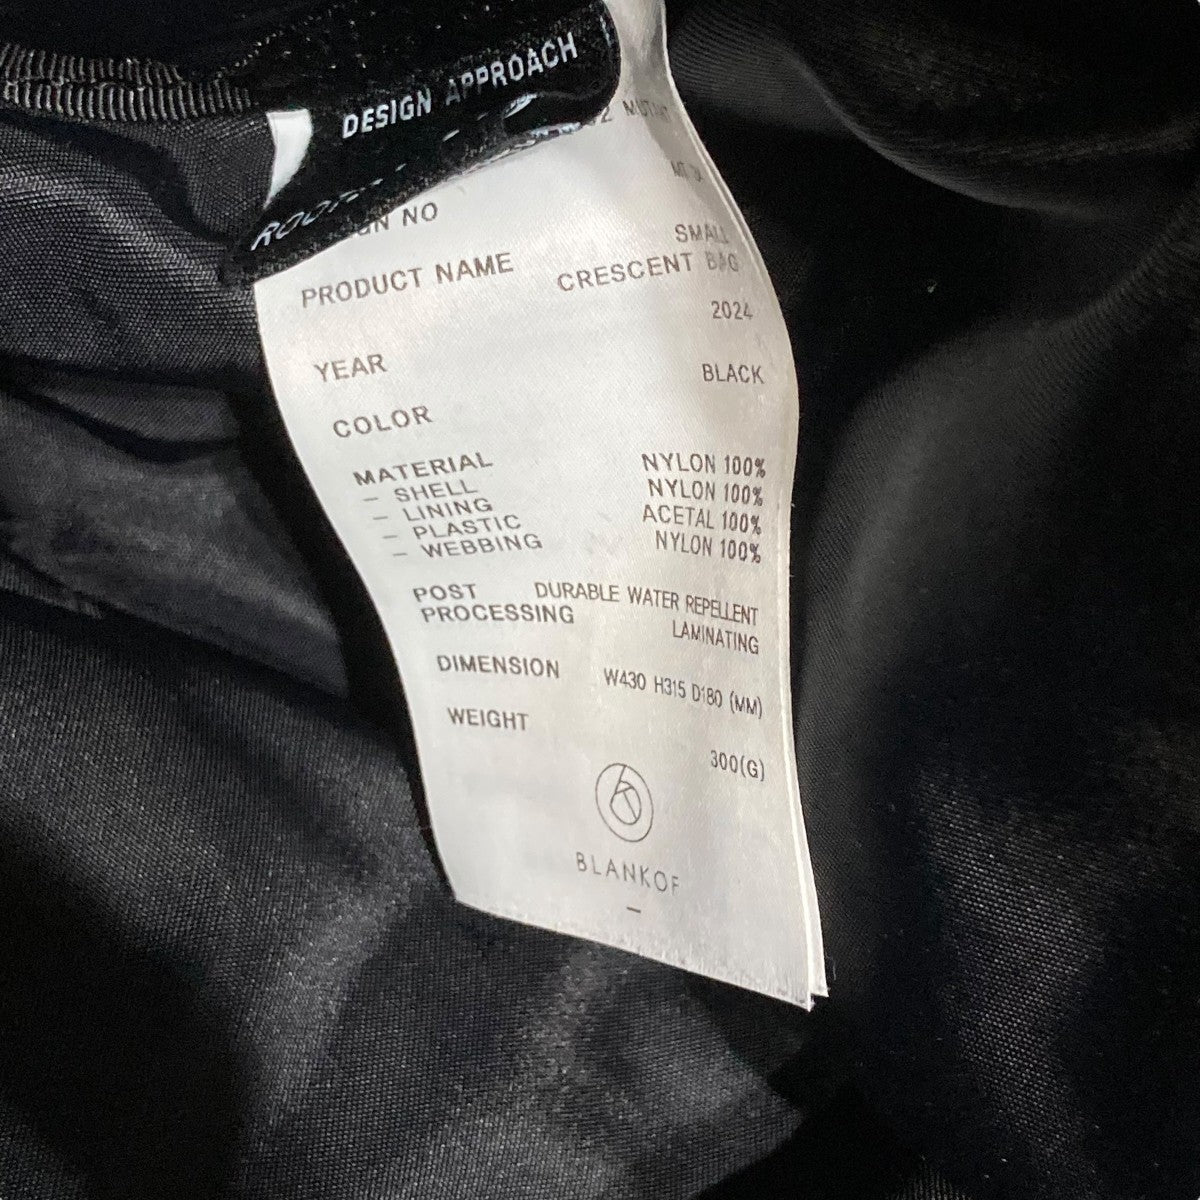 DESIGN APPROACH
NO
PRODUCT NAME SMALL CRESCENT BAG
YEAR 2024
COLOR BLACK
MATERIAL
– SHELL NYLON 100%
– LINING NYLON 100%
– PLASTIC ACETAL 100%
– WEBBING NYLON 100%
POST PROCESSING DURABLE WATER REPELLENT LAMINATING
DIMENSION W430 H315 D180 (MM)
WEIGHT 300(G)
BLANKOF
–